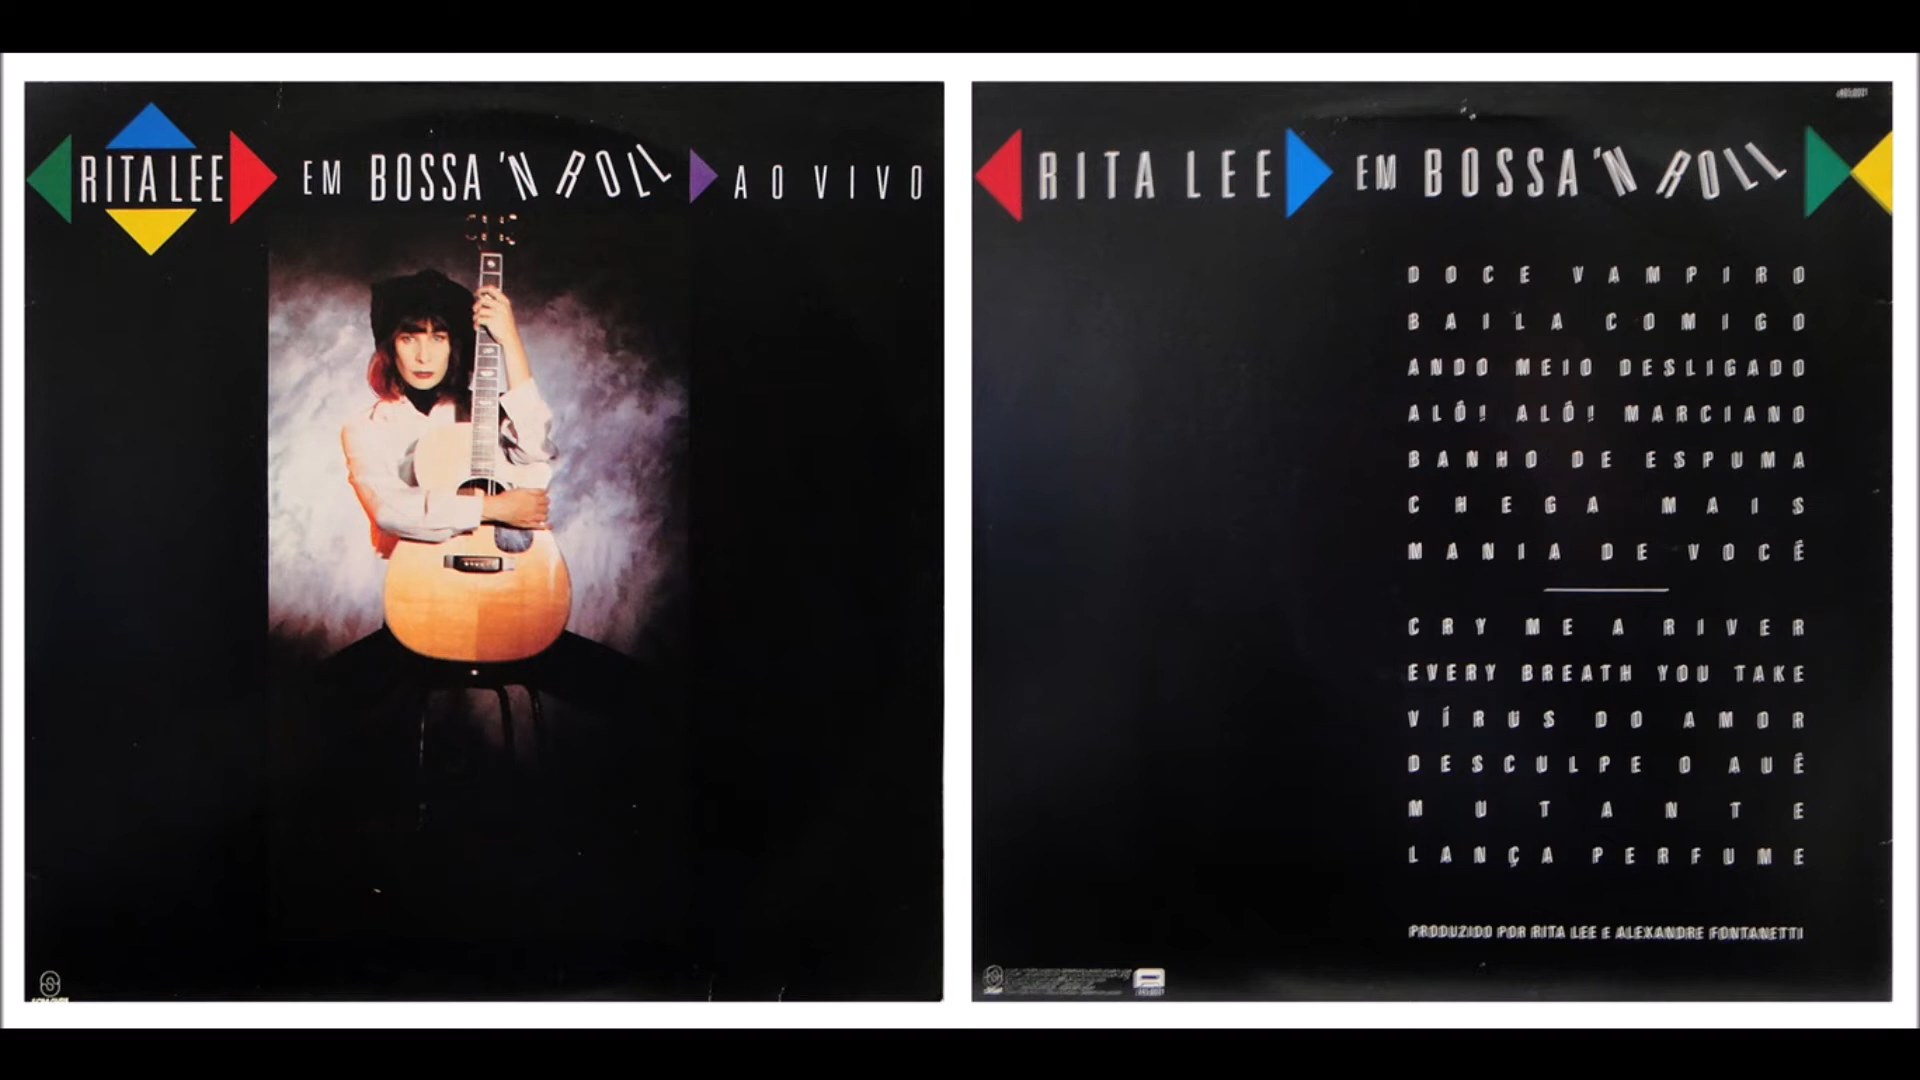 RITA LEE EM BOSSA 'N ROLL AO VIVO
RITA LEE EM BOSSA 'N ROLL
DOCE VAMPIRO
BAILA COMIGO
ANDO MEIO DESLIGADO
ALÔ! ALÔ! MARCIANO
BANHO DE ESPUMA
CHEGA MAIS
MANIA DE VOCÊ
CRY ME A RIVER
EVERY BREATH YOU TAKE
VÍRUS DO AMOR
DESCULPE O AUÊ
MUTANTE
LANÇA PERFUME
PRODUZIDO POR RITA LEE E ALEXANDRE FONTANETTI